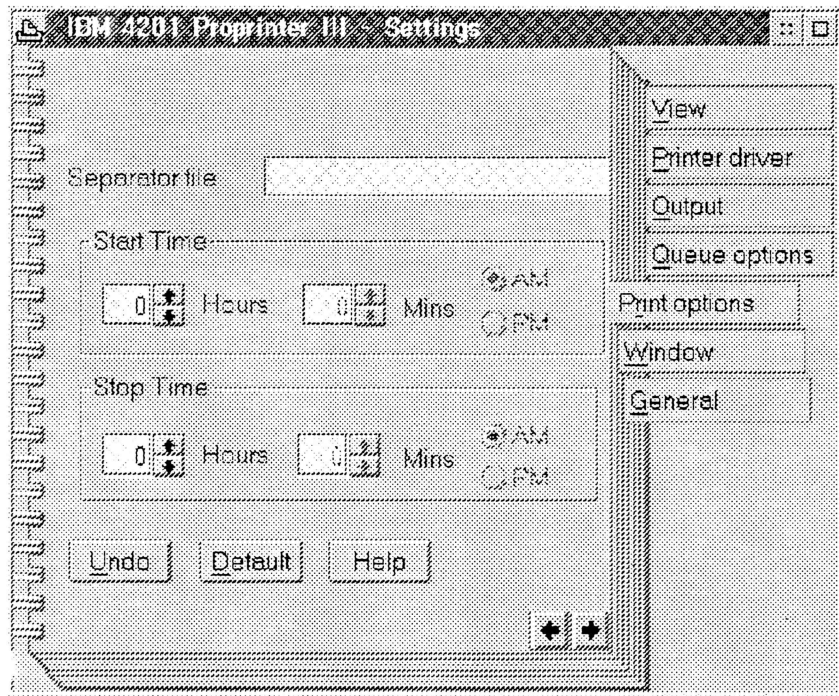 IBM 4201 Proprinter III - Settings
View
Printer driver
Separator file
Output
Start Time
Queue options
0 Hours 0 Mins AM
PM
Print options
Window
Stop Time
General
0 Hours 0 Mins AM
PM
Undo Default Help